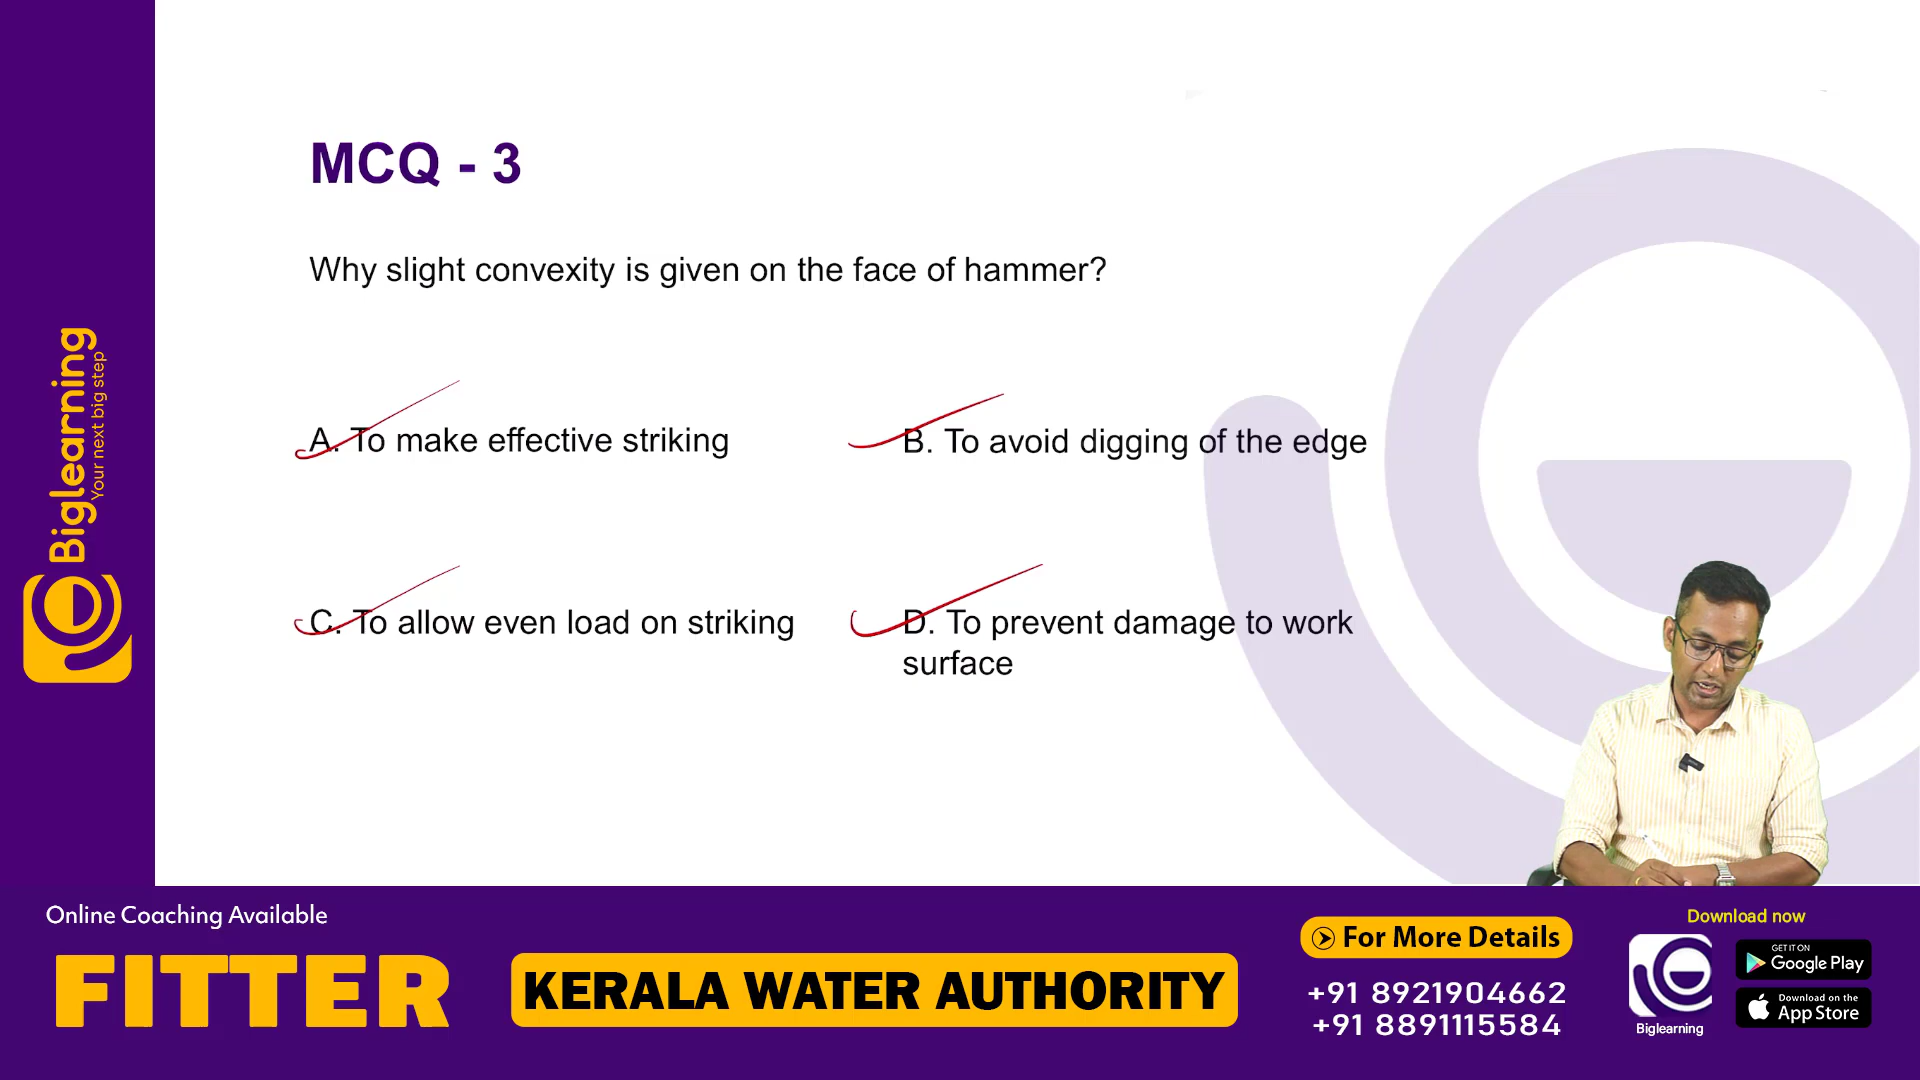 MCQ - 3
Why slight convexity is given on the face of hammer?
A. To make effective striking
B. To avoid digging of the edge
C. To allow even load on striking
D. To prevent damage to work
surface
Biglearning
Your next big step
Online Coaching Available
FITTER
KERALA WATER AUTHORITY
For More Details
+91 8921904662
+91 8891115584
Download now
Biglearning
GET IT ON
Google Play
Download on the
App Store